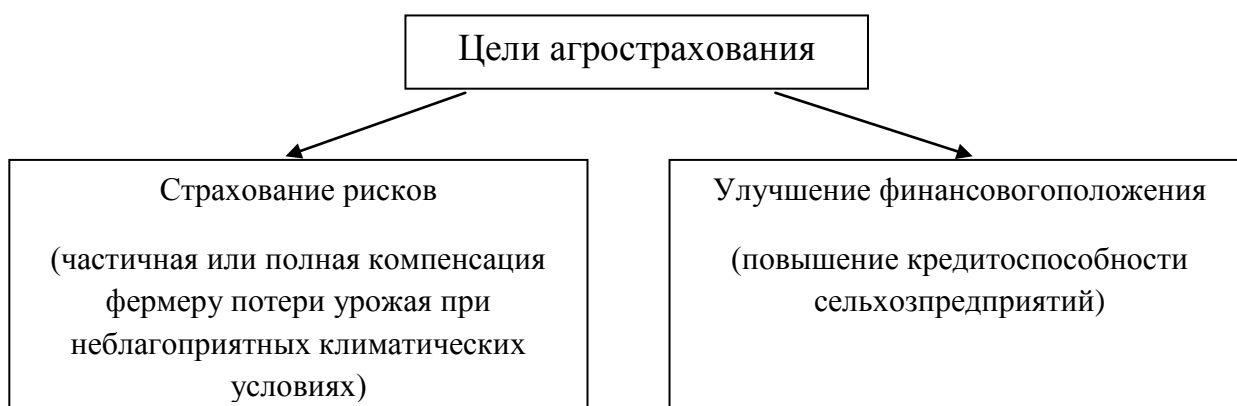 Цели агрострахования
Страхование рисков
(частичная или полная компенсация
фермеру потери урожая при
неблагоприятных климатических
условиях)
Улучшение финансовогоположения
(повышение кредитоспособности
сельхозпредприятий)